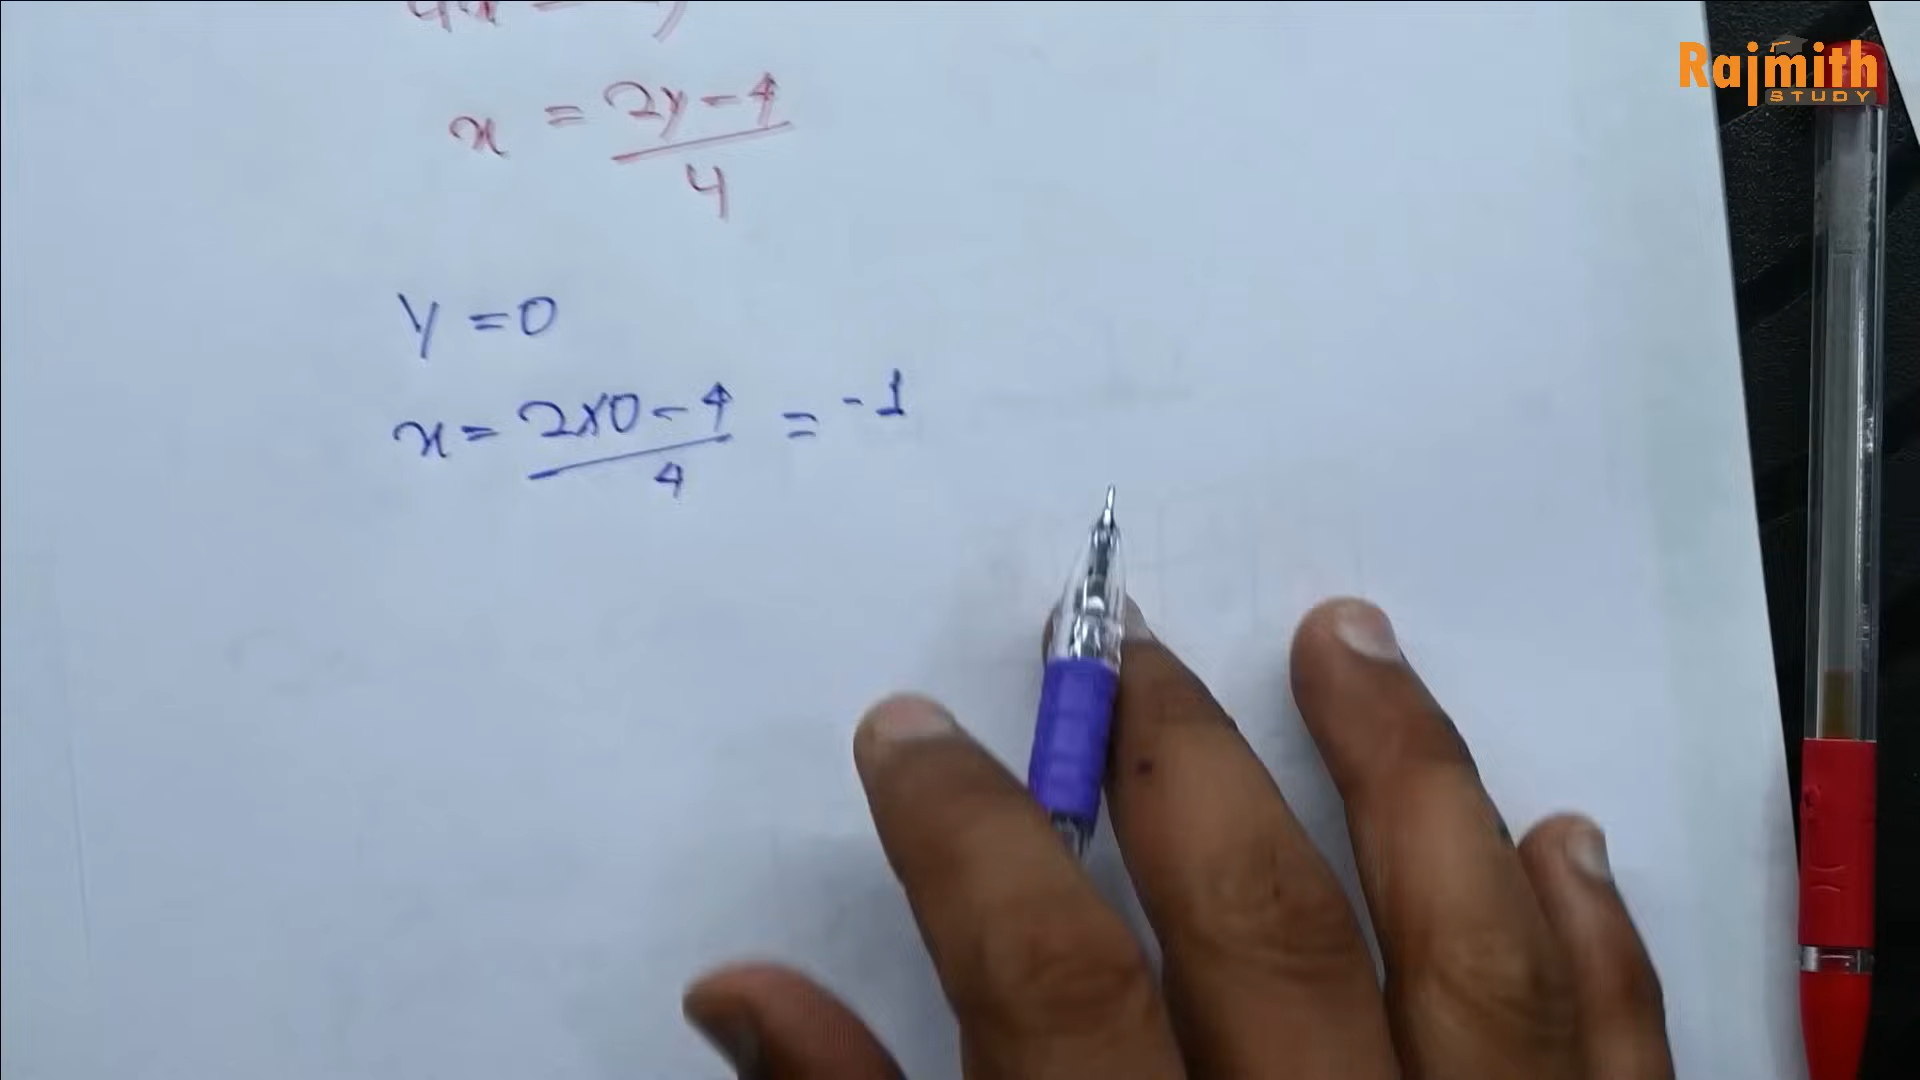 Rajmith
STUDY
x = 2y - 4
4
y = 0
x = 2x0 - 4 = -1
4